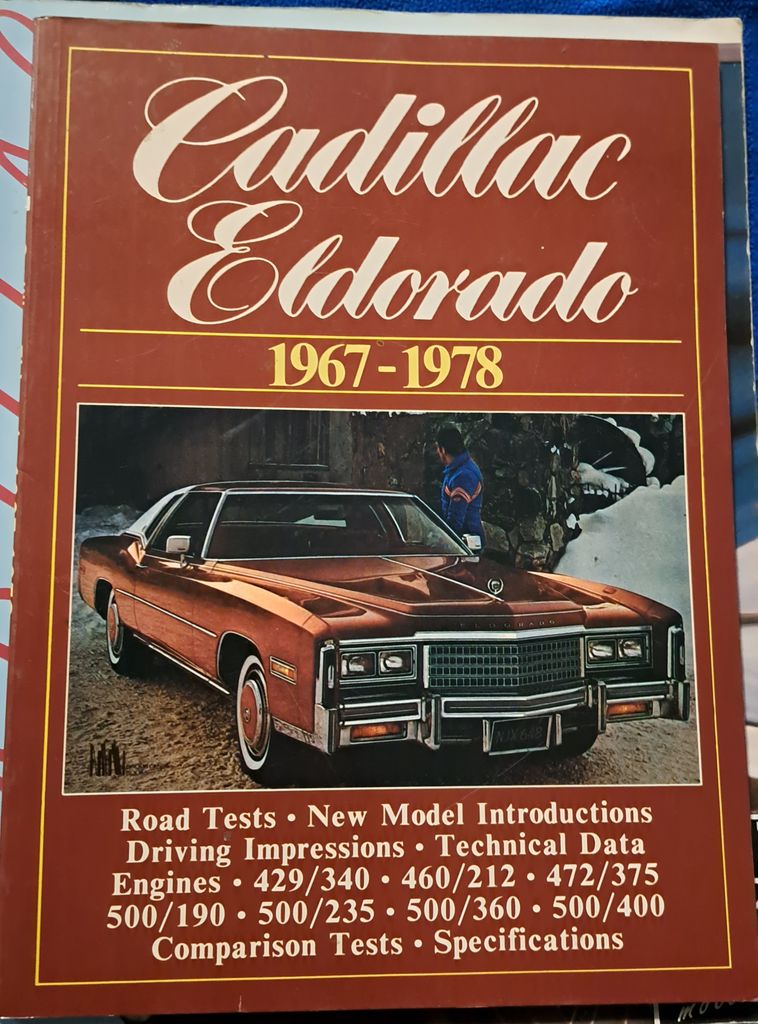 Cadillac
Eldorado
1967-1978
ELDORADO
Road Tests • New Model Introductions
Driving Impressions • Technical Data
Engines • 429/340 • 460/212 • 472/375
500/190 • 500/235 • 500/360 • 500/400
Comparison Tests • Specifications